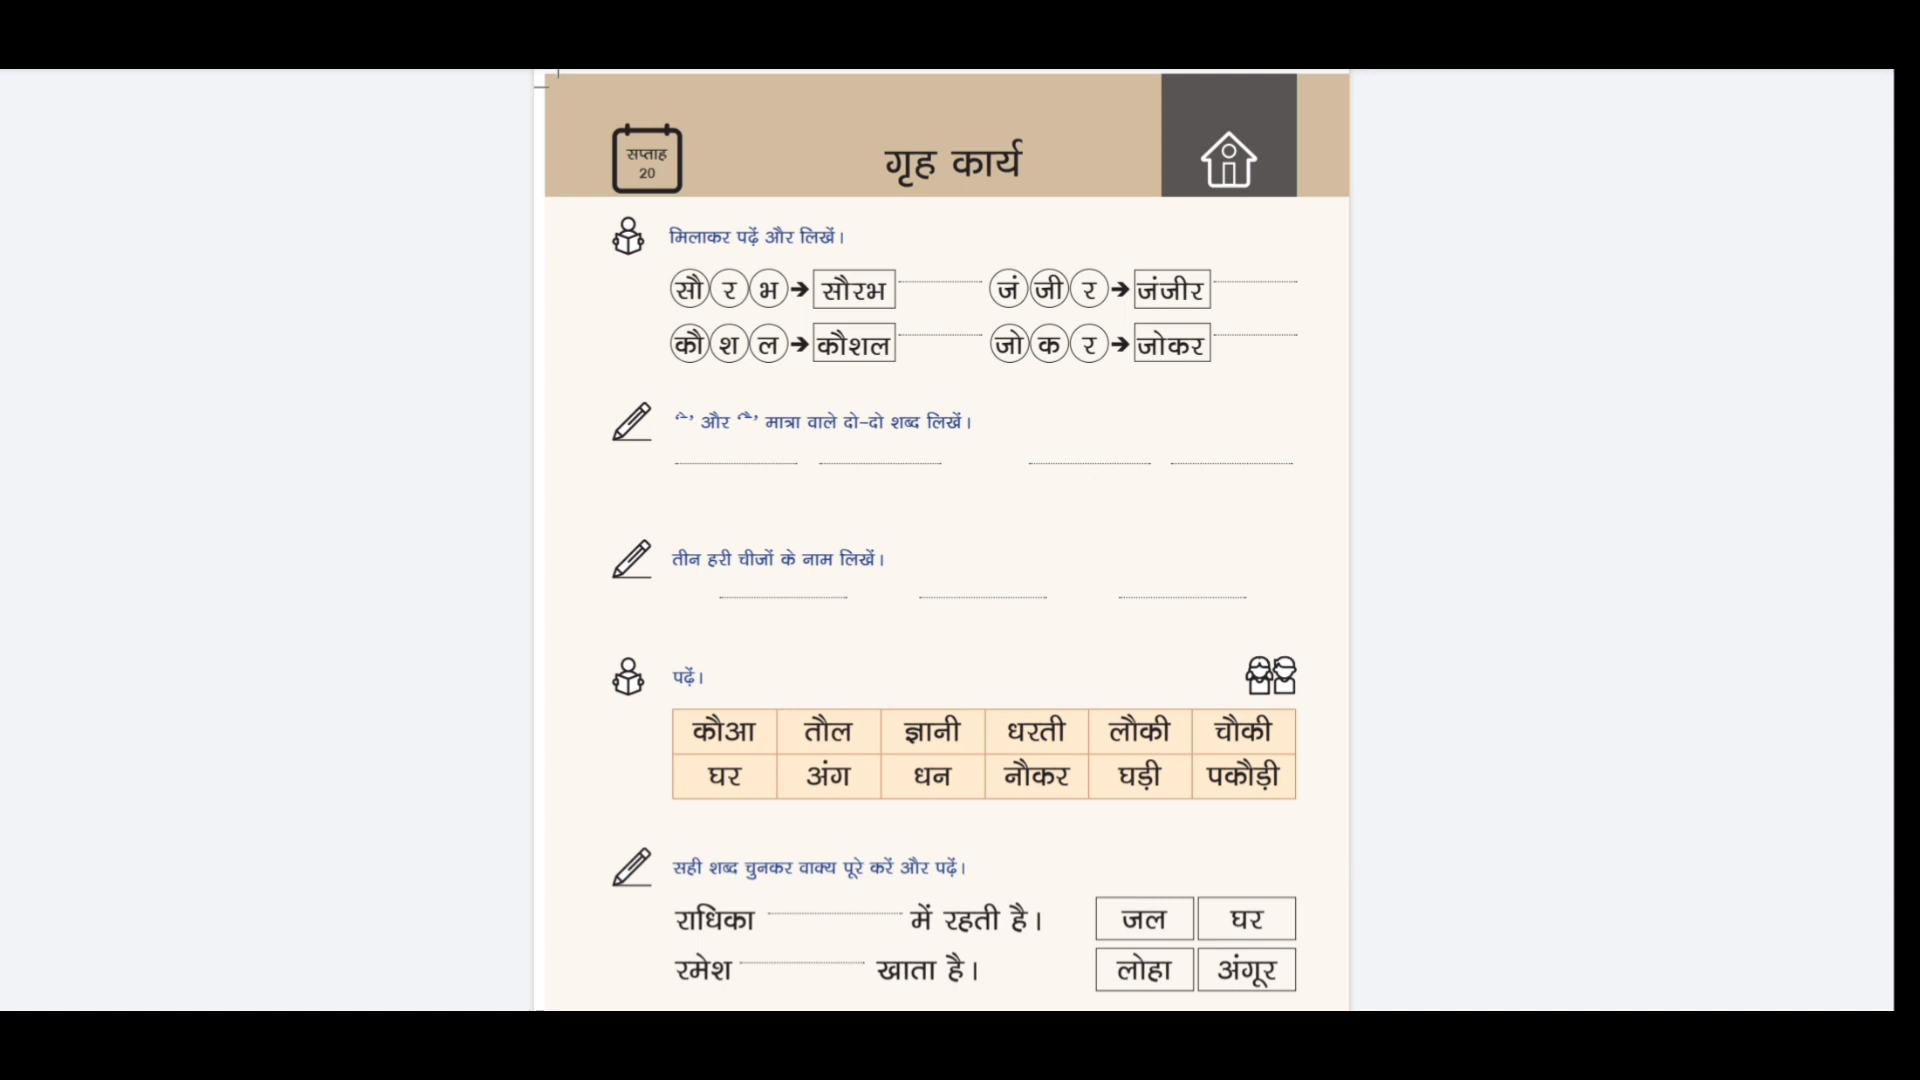 सप्ताह
20
गृह कार्य
मिलाकर पढ़ें और लिखें।
सौ र भ → सौरभ जं जी र → जंजीर
कौ श ल → कौशल जो क र → जोकर
और मात्रा वाले दो-दो शब्द लिखें।
तीन हरी चीजों के नाम लिखें।
पढ़ें।
कौआ तौल ज्ञानी धरती लौकी चौकी
घर अंग धन नौकर घड़ी पकौड़ी
सही शब्द चुनकर वाक्य पूरे करें और पढ़ें।
राधिका में रहती है। जल घर
रमेश खाता है। लोहा अंगूर